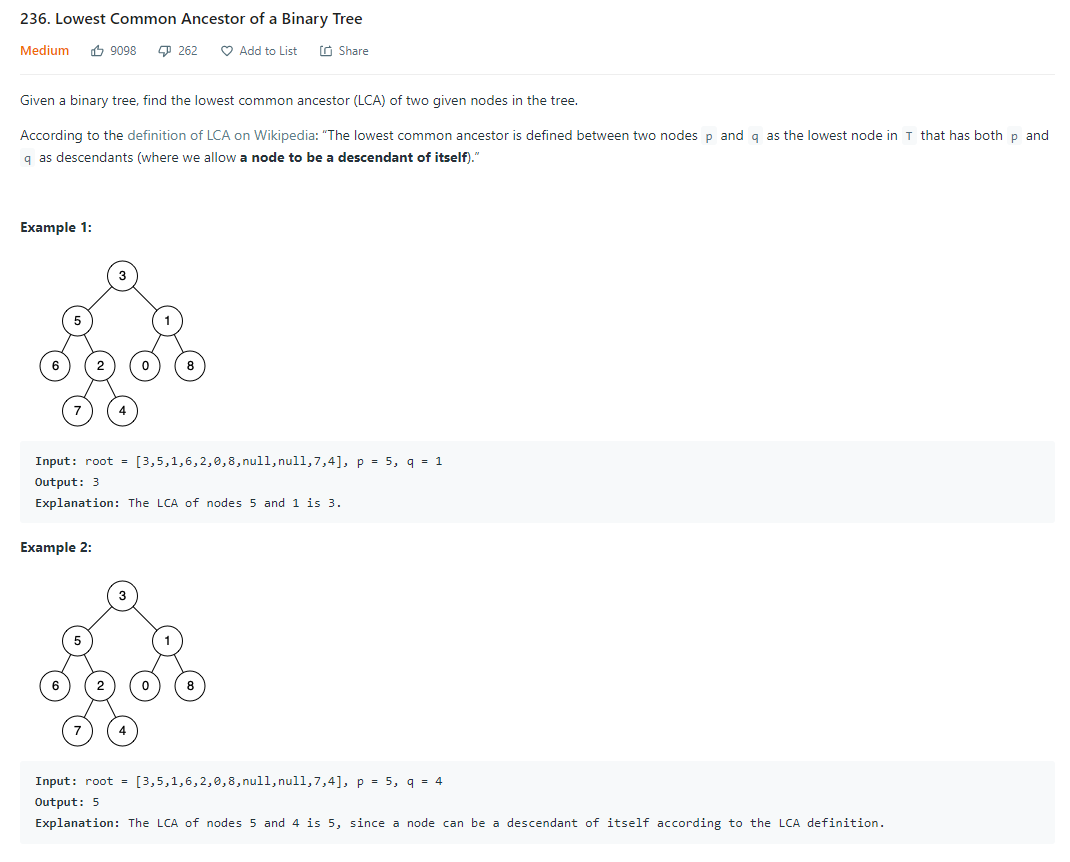 236. Lowest Common Ancestor of a Binary Tree
Medium 9098 262 Add to List Share
Given a binary tree, find the lowest common ancestor (LCA) of two given nodes in the tree.
According to the definition of LCA on Wikipedia: “The lowest common ancestor is defined between two nodes p and q as the lowest node in T that has both p and
q as descendants (where we allow a node to be a descendant of itself).”
Example 1:
3
5 1
6 2 0 8
7 4
Input: root = [3,5,1,6,2,0,8,null,null,7,4], p = 5, q = 1
Output: 3
Explanation: The LCA of nodes 5 and 1 is 3.
Example 2:
3
5 1
6 2 0 8
7 4
Input: root = [3,5,1,6,2,0,8,null,null,7,4], p = 5, q = 4
Output: 5
Explanation: The LCA of nodes 5 and 4 is 5, since a node can be a descendant of itself according to the LCA definition.